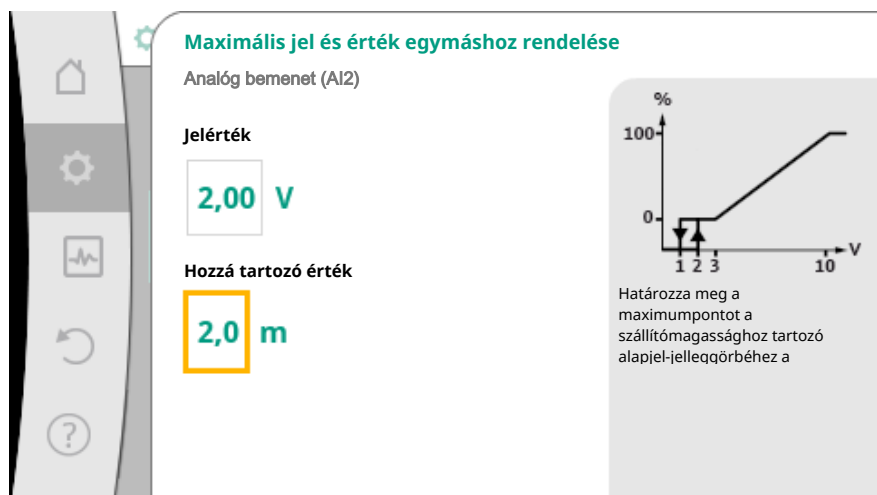 Maximális jel és érték egymáshoz rendelése
Analóg bemenet (AI2)
Jelérték
2,00 V
Hozzá tartozó érték
2,0 m
%
100
0
1 2 3 10 V
Határozza meg a
maximumpontot a
szállítómagassághoz tartozó
alapjel-jelleggörbéhez a
?